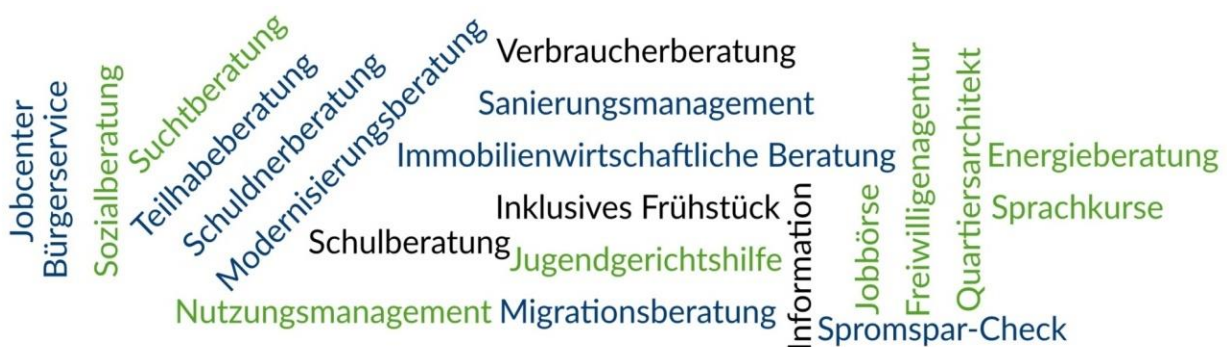 Jobcenter
Bürgerservice
Sozialberatung
Suchtberatung
Teilhabeberatung
Schuldnerberatung
Modernisierungsberatung
Verbraucherberatung
Sanierungsmanagement
Immobilienwirtschaftliche Beratung
Inklusives Frühstück
Schulberatung
Jugendgerichtshilfe
Nutzungsmanagement
Migrationsberatung
Information
Jobbörse
Freiwilligenagentur
Quartiersarchitekt
Energieberatung
Sprachkurse
Spromspar-Check